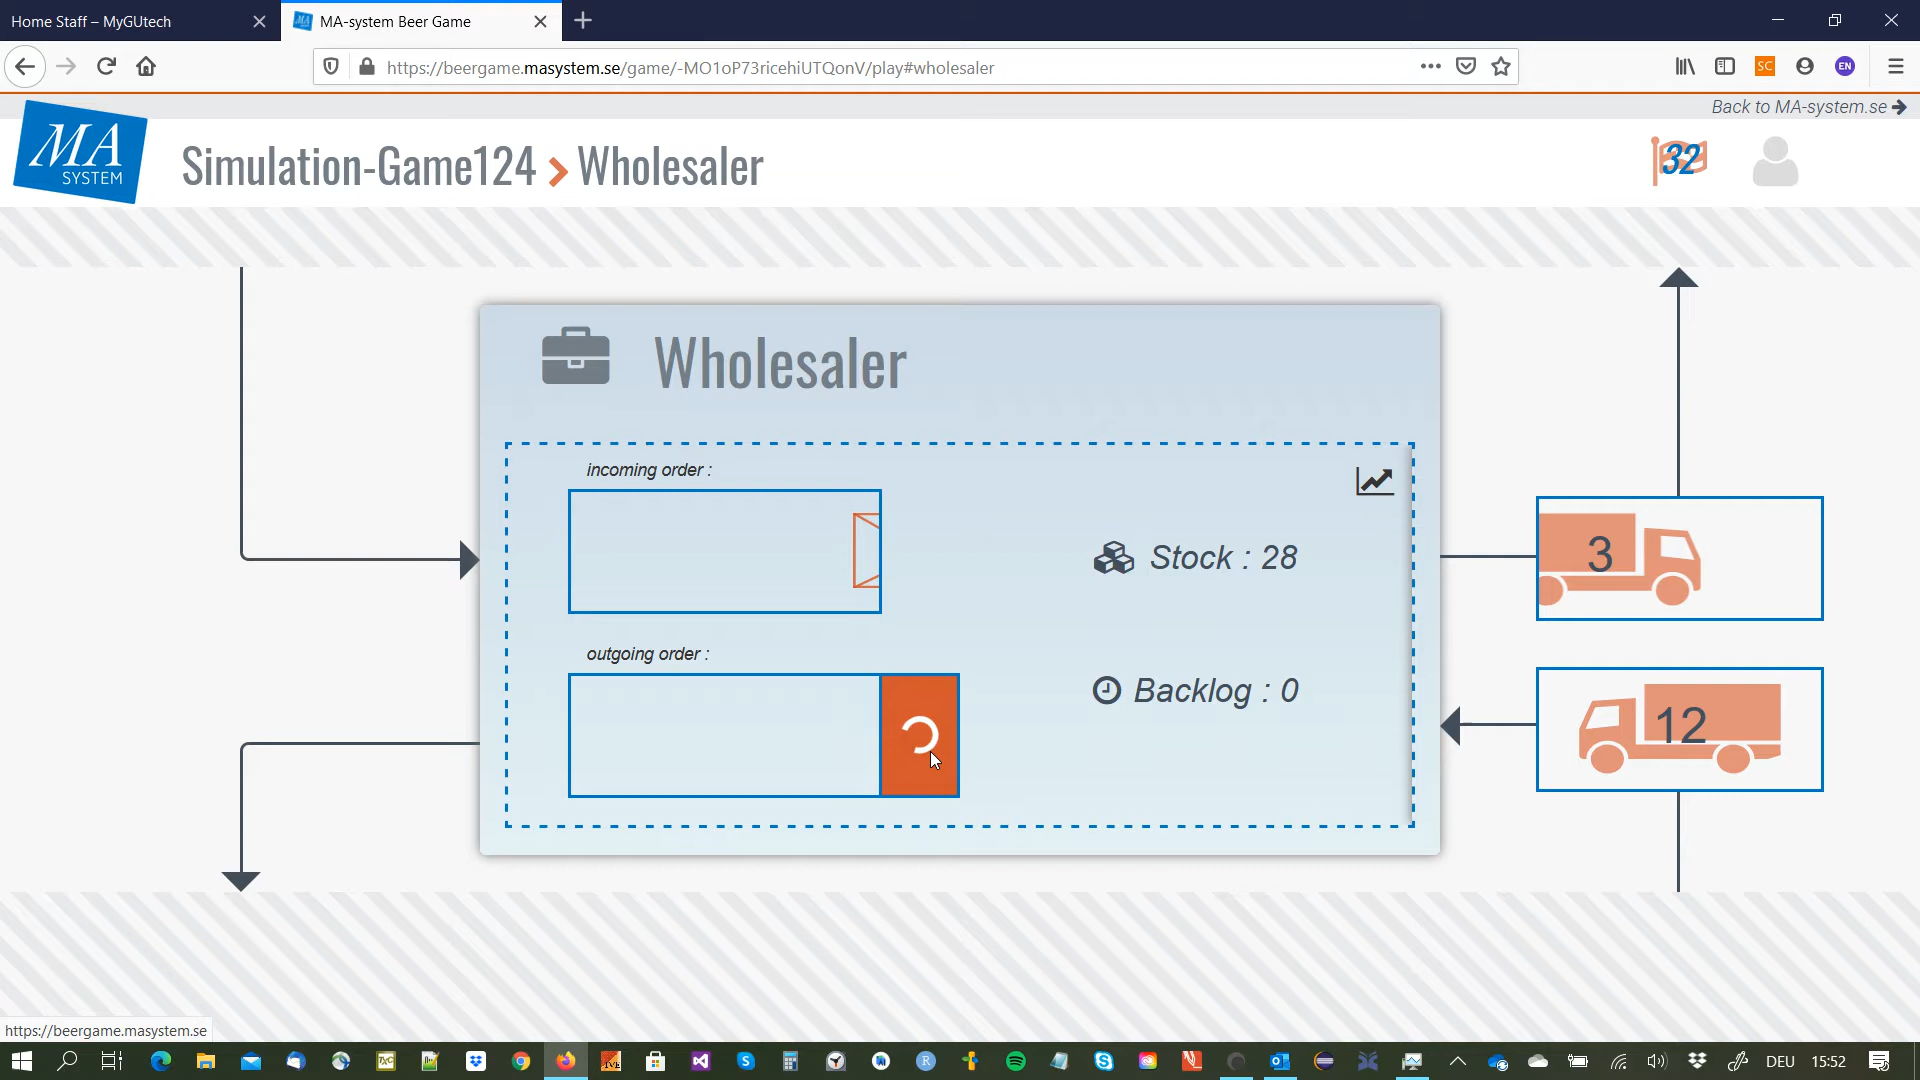 Home Staff – MyGUtech
MA-system Beer Game
https://beergame.masystem.se/game/-MO1oP73ricehiUTQonV/play#wholesaler
SC
EN
Back to MA-system.se
MA
SYSTEM
Simulation-Game124 > Wholesaler
32
Wholesaler
incoming order :
Stock : 28
3
outgoing order :
Backlog : 0
12
https://beergame.masystem.se
DEU
15:52